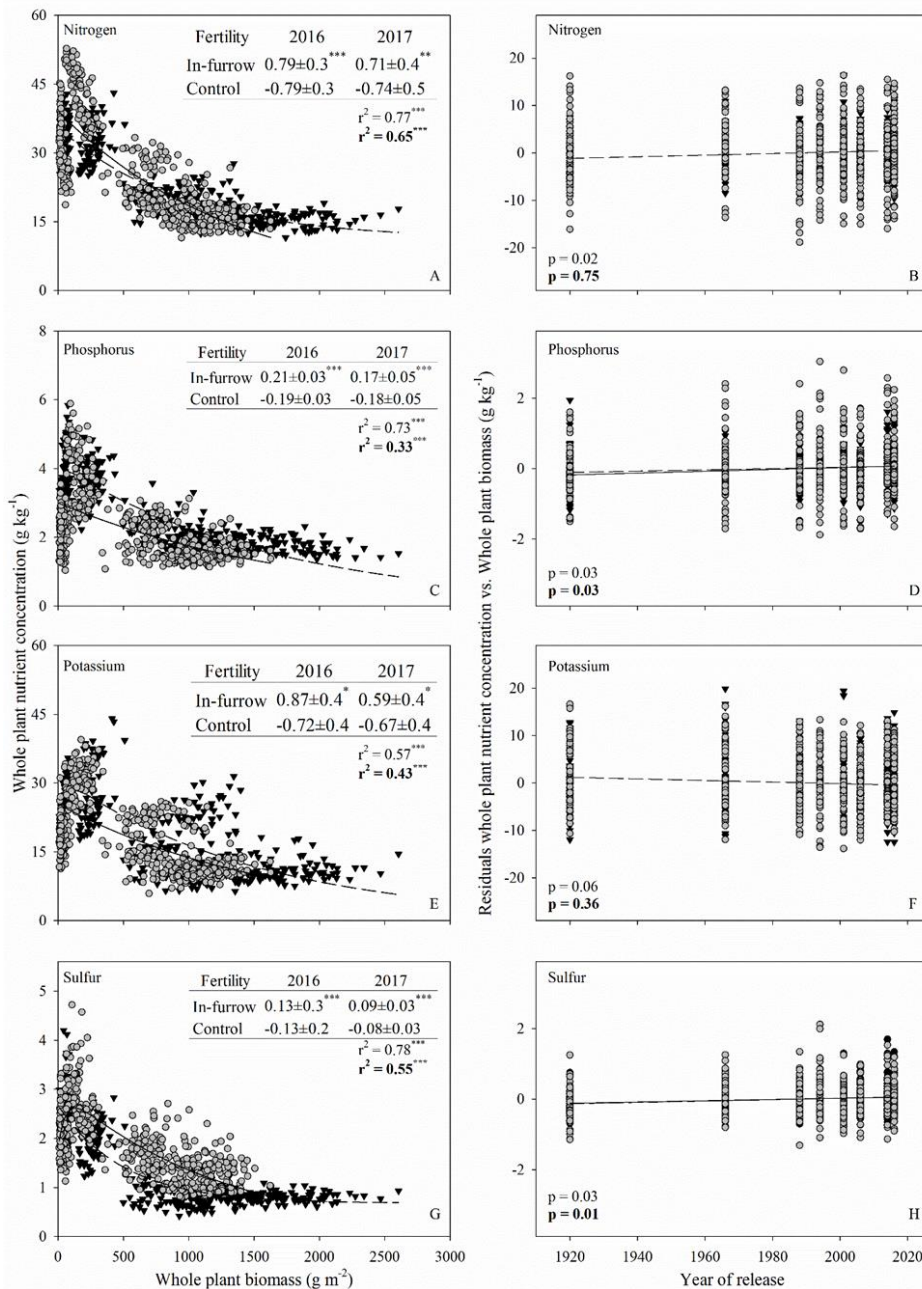 Whole plant nutrient concentration (g kg⁻¹)
Nitrogen
Fertility 2016 2017
In-furrow 0.79±0.3*** 0.71±0.4**
Control -0.79±0.3 -0.74±0.5
r² = 0.77***
r² = 0.65***
60
45
30
15
0
A
Residuals whole plant nutrient concentration vs. Whole plant biomass (g kg⁻¹)
Nitrogen
20
10
0
-10
-20
p = 0.02
p = 0.75
B
Phosphorus
Fertility 2016 2017
In-furrow 0.21±0.03*** 0.17±0.05***
Control -0.19±0.03 -0.18±0.05
r² = 0.73***
r² = 0.33***
8
6
4
2
0
C
Phosphorus
2
0
-2
p = 0.03
p = 0.03
D
Potassium
Fertility 2016 2017
In-furrow 0.87±0.4* 0.59±0.4*
Control -0.72±0.4 -0.67±0.4
r² = 0.57***
r² = 0.43***
60
45
30
15
0
E
Potassium
20
10
0
-10
-20
p = 0.06
p = 0.36
F
Sulfur
Fertility 2016 2017
In-furrow 0.13±0.3*** 0.09±0.03***
Control -0.13±0.2 -0.08±0.03
r² = 0.78***
r² = 0.55***
5
4
3
2
1
0
G
0 500 1000 1500 2000 2500 3000
Whole plant biomass (g m⁻²)
Sulfur
2
0
-2
p = 0.03
p = 0.01
H
1920 1940 1960 1980 2000 2020
Year of release